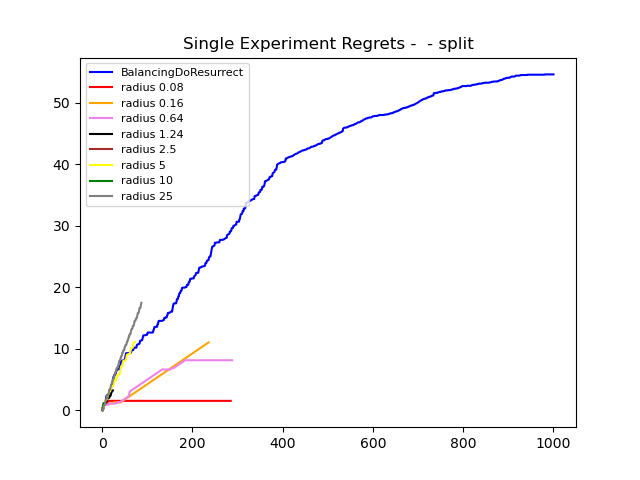 Single Experiment Regrets -  - split
BalancingDoResurrect
radius 0.08
radius 0.16
radius 0.64
radius 1.24
radius 2.5
radius 5
radius 10
radius 25
50
40
30
20
10
0
0 200 400 600 800 1000